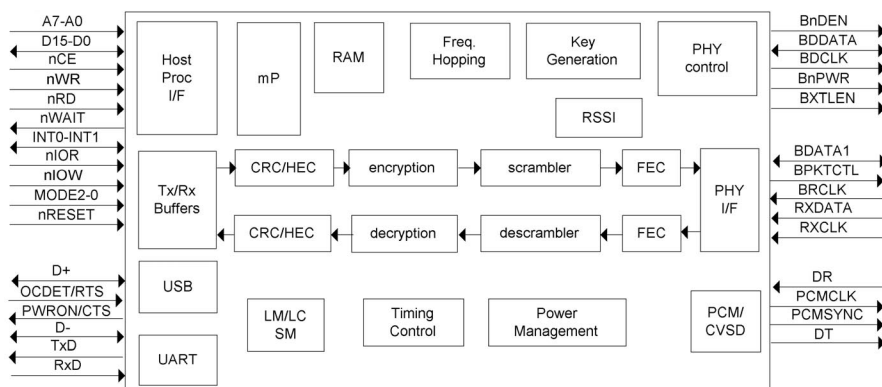 A7-A0
D15-D0
nCE
nWR
nRD
nWAIT
INT0-INT1
nIOR
nIOW
MODE2-0
nRESET
D+
OCDET/RTS
PWRON/CTS
D-
TxD
RxD
Host
Proc
I/F
mP
RAM
Freq.
Hopping
Key
Generation
PHY
control
RSSI
Tx/Rx
Buffers
CRC/HEC
encryption
scrambler
FEC
PHY
I/F
CRC/HEC
decryption
descrambler
FEC
USB
UART
LM/LC
SM
Timing
Control
Power
Management
PCM/
CVSD
BnDEN
BDDATA
BDCLK
BnPWR
BXTLEN
BDATA1
BPKTCTL
BRCLK
RXDATA
RXCLK
DR
PCMCLK
PCMSYNC
DT